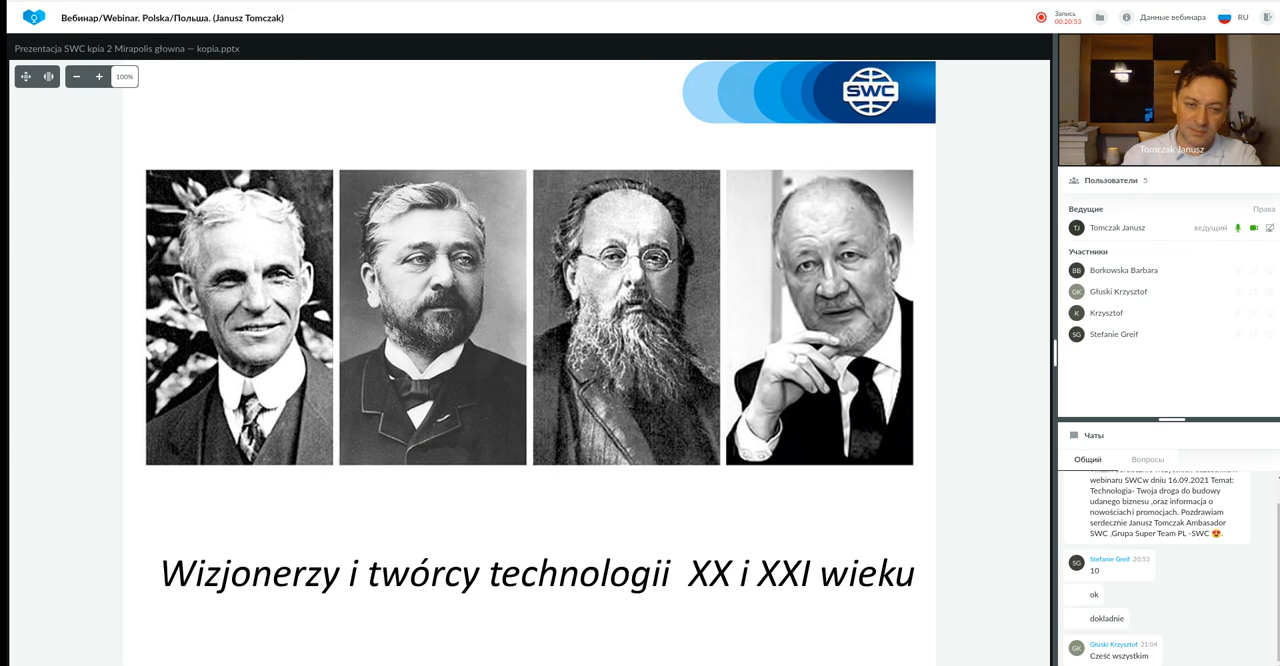 Вебинар/Webinar. Polska/Польша. (Janusz Tomczak)
Запись
00:20:53
Данные вебинара
RU
Prezentacja SWC kpia 2 Mirapolis głowna — kopia.pptx
100%
SWC
Wizjonerzy i twórcy technologii XX i XXI wieku
Tomczak Janusz
Пользователи 5
Ведущие
Права
TJ
Tomczak Janusz
ведущий
Участники
BB
Borkowska Barbara
GK
Głuski Krzysztof
K
Krzysztof
SG
Stefanie Greif
Чаты
Общий
Вопросы
webinaru SWCw dniu 16.09.2021 Temat:
Technologia- Twoja droga do budowy
udanego biznesu ,oraz informacja o
nowościach i promocjach. Pozdrawiam
serdecznie Janusz Tomczak Ambasador
SWC ,Grupa Super Team PL -SWC 😍.
SG
Stefanie Greif 20:53
10
ok
dokladnie
GK
Głuski Krzysztof 21:04
Cześć wszystkim